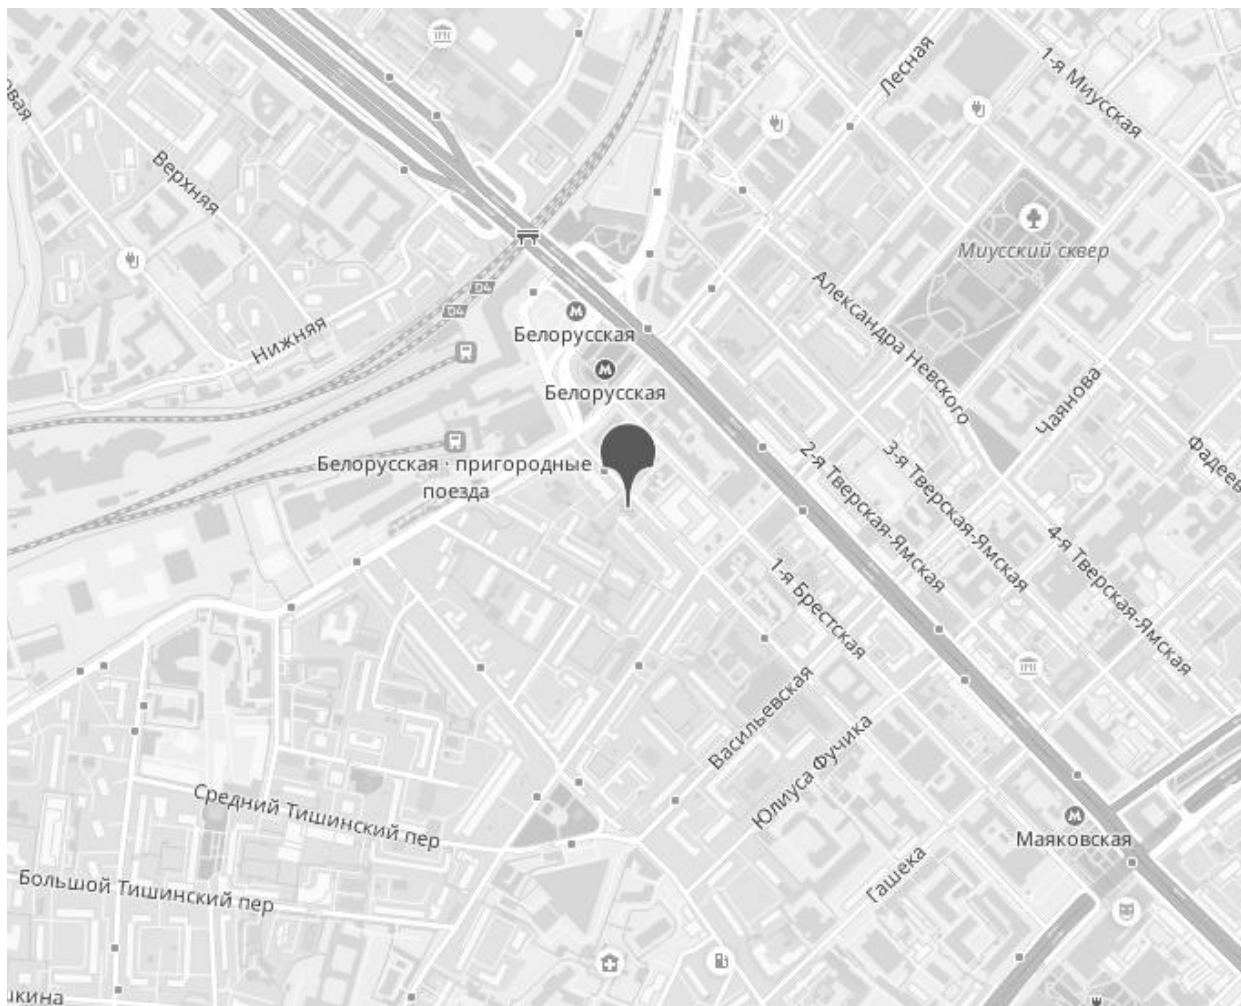 Лесная
1-я Миусская
овая
Верхняя
Миусский сквер
D4
D4
Александра Невского
Нижняя
Белорусская
Белорусская
Чаянова
Белорусская · пригородные
поезда
2-я Тверская-Ямская
3-я Тверская-Ямская
Фадеев
4-я Тверская-Ямская
1-я Брестская
Васильевская
Юлиуса Фучика
Средний Тишинский пер
Маяковская
Гашека
Большой Тишинский пер
шкина